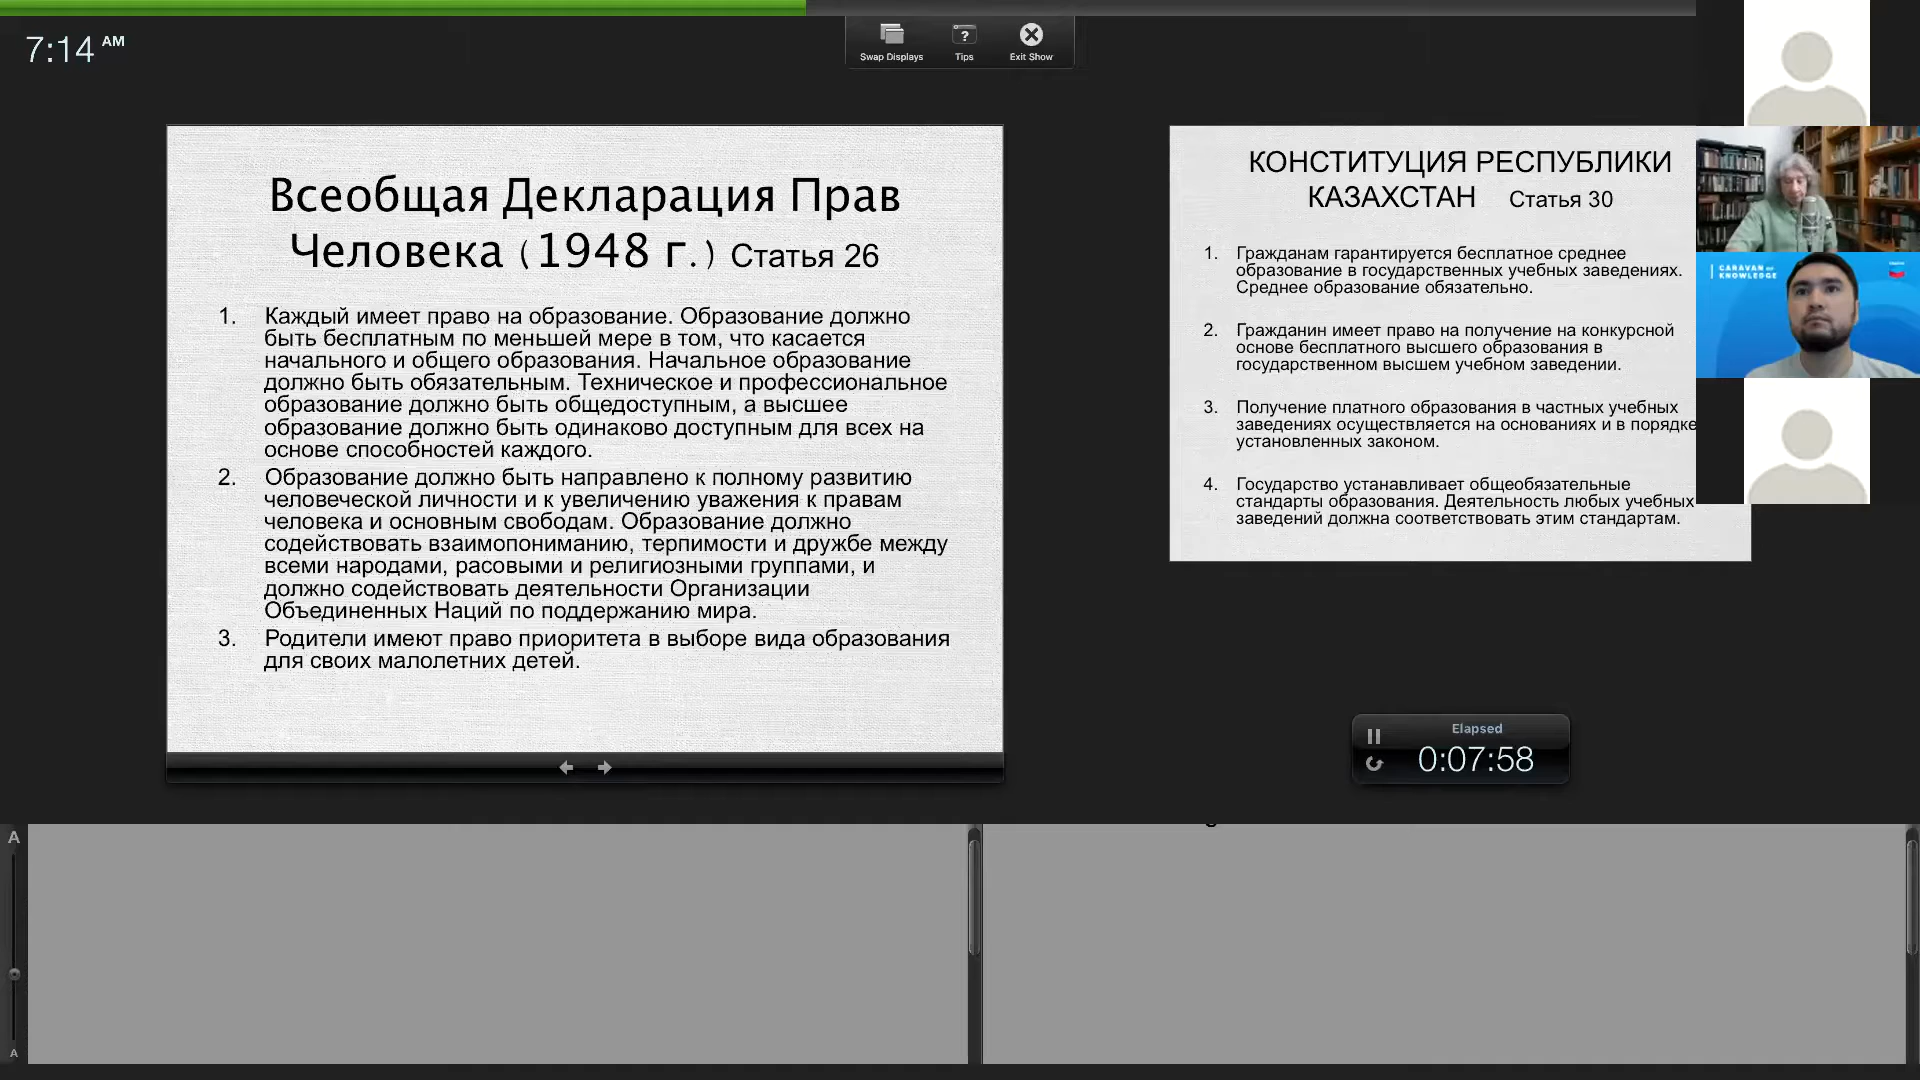 7:14 AM
Swap Displays
Tips
Exit Show
Всеобщая Декларация Прав
Человека (1948 г.) Статья 26
1. Каждый имеет право на образование. Образование должно
быть бесплатным по меньшей мере в том, что касается
начального и общего образования. Начальное образование
должно быть обязательным. Техническое и профессиональное
образование должно быть общедоступным, а высшее
образование должно быть одинаково доступным для всех на
основе способностей каждого.
2. Образование должно быть направлено к полному развитию
человеческой личности и к увеличению уважения к правам
человека и основным свободам. Образование должно
содействовать взаимопониманию, терпимости и дружбе между
всеми народами, расовыми и религиозными группами, и
должно содействовать деятельности Организации
Объединенных Наций по поддержанию мира.
3. Родители имеют право приоритета в выборе вида образования
для своих малолетних детей.
КОНСТИТУЦИЯ РЕСПУБЛИКИ
КАЗАХСТАН Статья 30
1. Гражданам гарантируется бесплатное среднее
образование в государственных учебных заведениях.
Среднее образование обязательно.
2. Гражданин имеет право на получение на конкурсной
основе бесплатного высшего образования в
государственном высшем учебном заведении.
3. Получение платного образования в частных учебных
заведениях осуществляется на основаниях и в порядке
установленных законом.
4. Государство устанавливает общеобязательные
стандарты образования. Деятельность любых учебных
заведений должна соответствовать этим стандартам.
CARAVAN OF
KNOWLEDGE
Elapsed
0:07:58
A
A